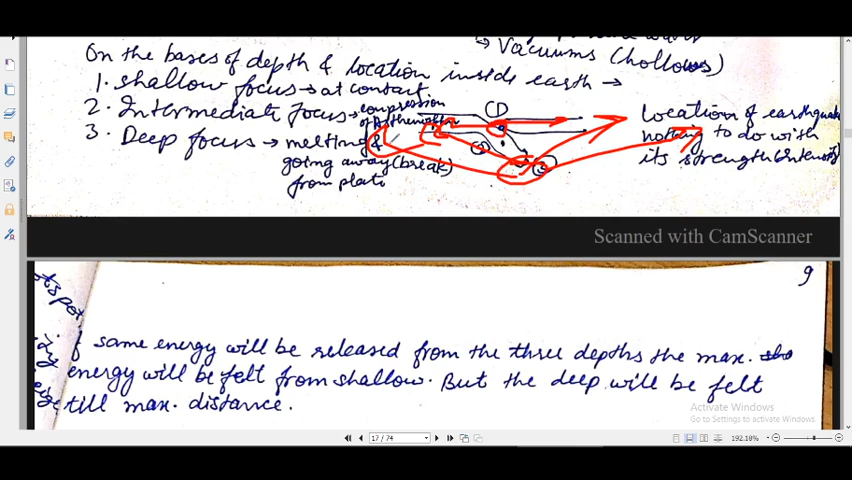 → Vacuums (hollows)
On the bases of depth & location inside earth →
1. Shallow focus → at contact
2. Intermediate focus → compression of Asthenosphere
3. Deep focus → melting &
going away (break)
from plate
①
②
③
Location of earthquake
nothing to do with
its strength (intensity)
Scanned with CamScanner
9
same energy will be released from the three depths the max.
energy will be felt from shallow. But the deep will be felt
till max. distance.
Activate Windows
Go to Settings to activate Windows.
17 / 74
192.18%